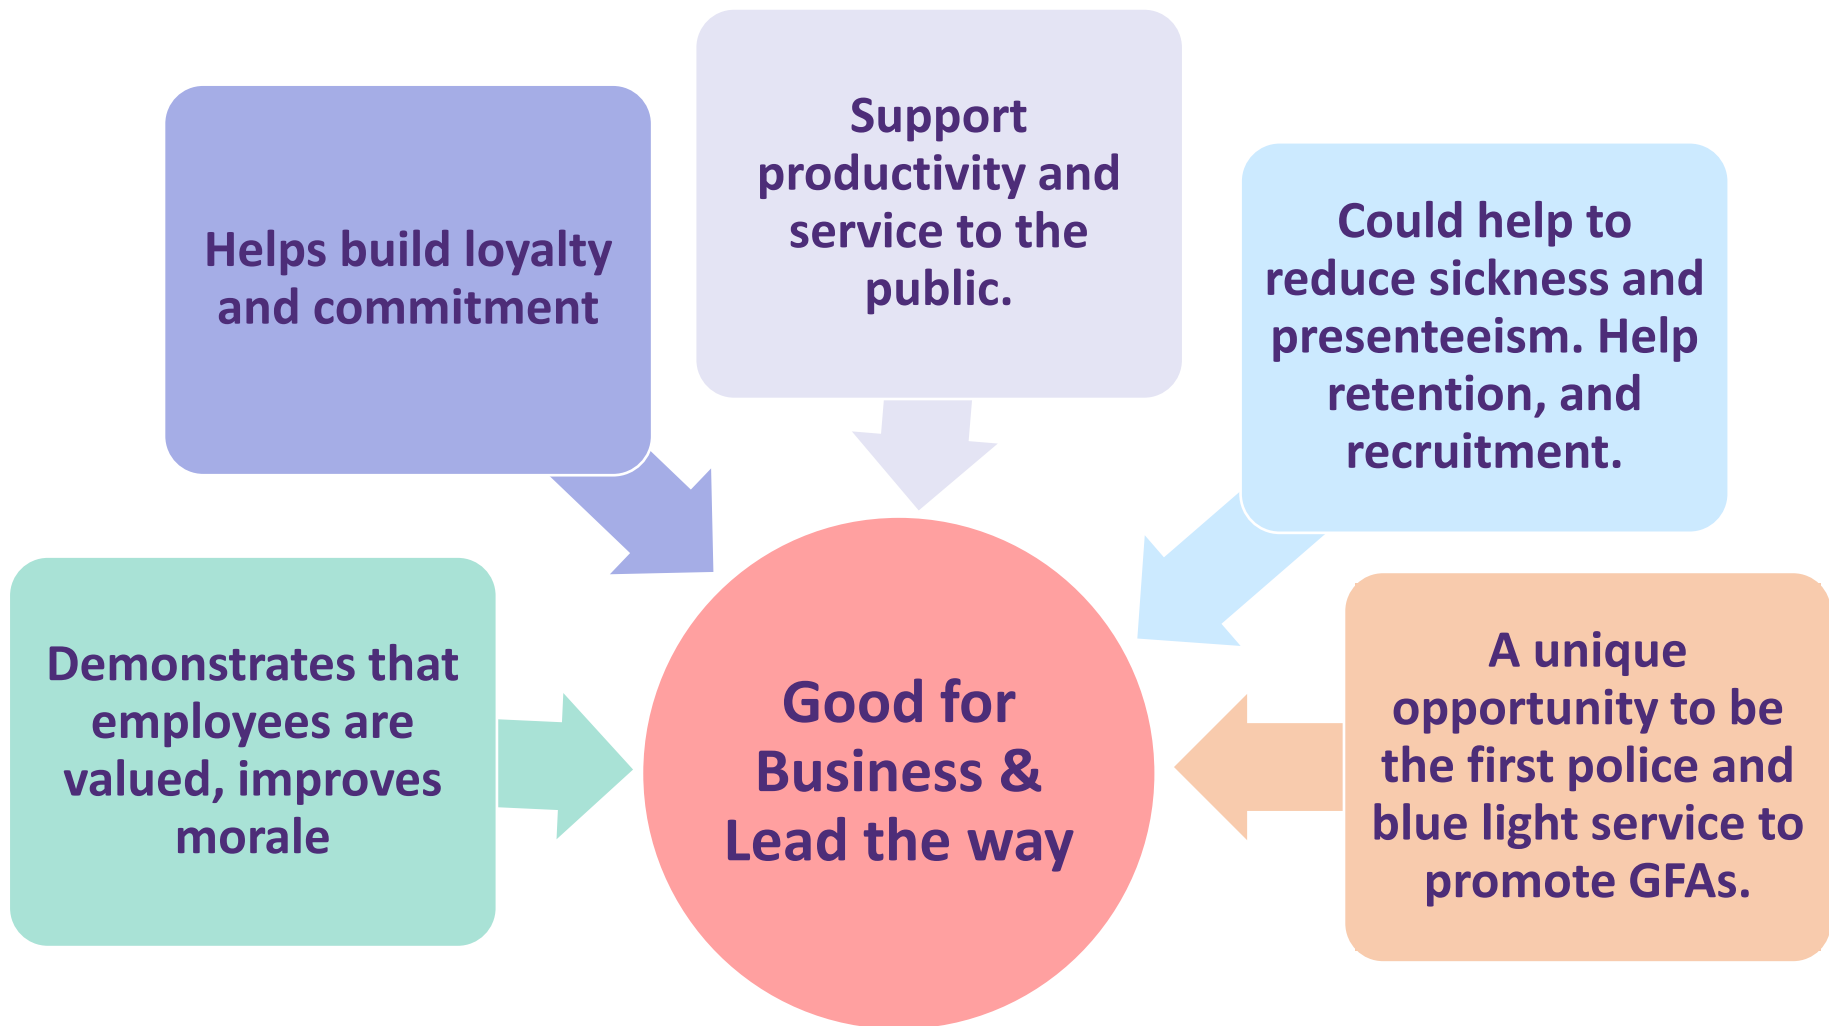 Support
productivity and
service to the
public.
Helps build loyalty
and commitment
Could help to
reduce sickness and
presenteeism. Help
retention, and
recruitment.
Demonstrates that
employees are
valued, improves
morale
Good for
Business &
Lead the way
A unique
opportunity to be
the first police and
blue light service to
promote GFAs.